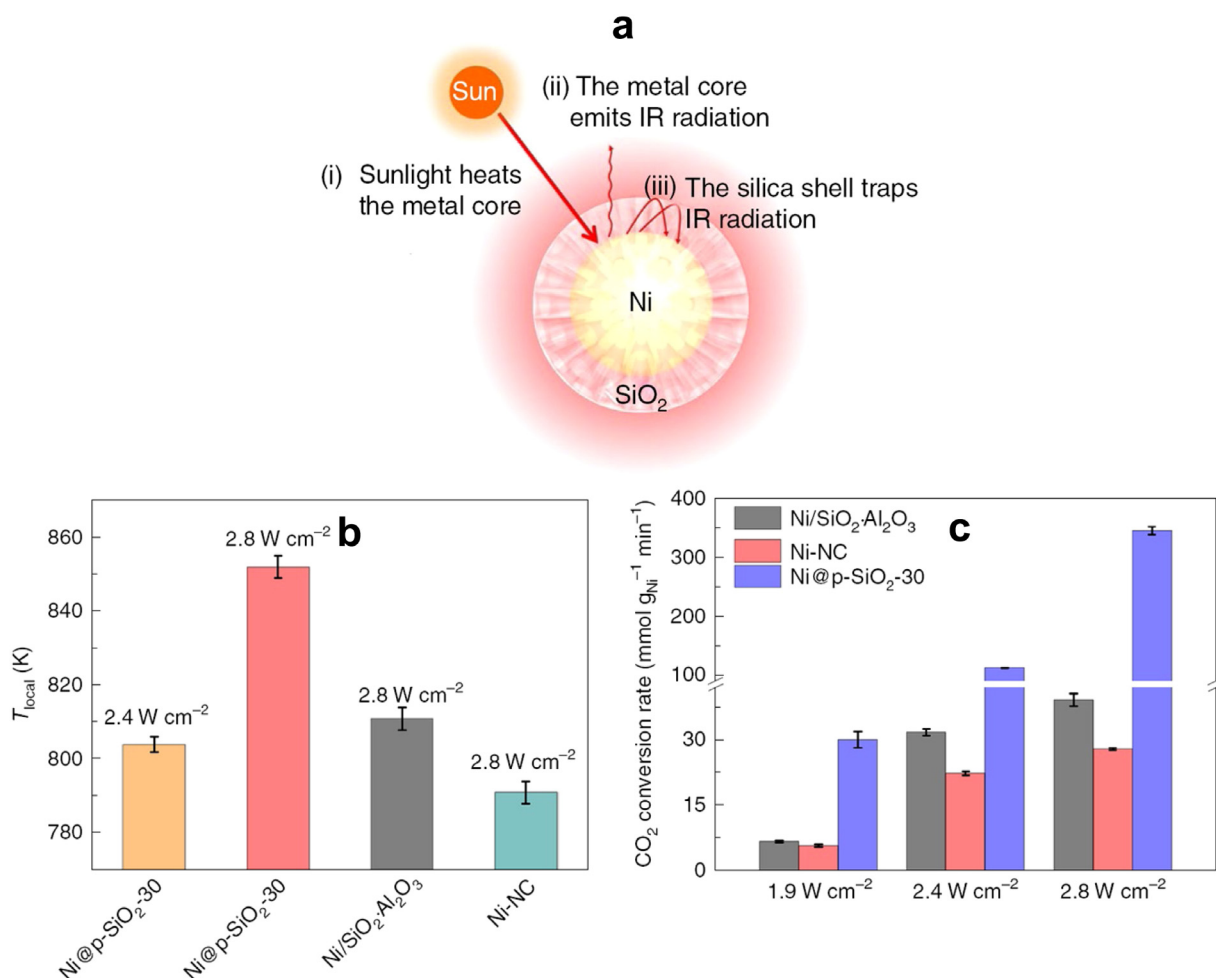 a
Sun
(ii) The metal core
emits IR radiation
(i) Sunlight heats
the metal core
(iii) The silica shell traps
IR radiation
Ni
SiO₂
b
T_local (K)
860
840
820
800
780
2.4 W cm⁻²
2.8 W cm⁻²
2.8 W cm⁻²
2.8 W cm⁻²
Ni@p-SiO₂-30
Ni@p-SiO₂-30
Ni/SiO₂·Al₂O₃
Ni-NC
c
CO₂ conversion rate (mmol g_Ni⁻¹ min⁻¹)
400
300
200
100
30
15
0
Ni/SiO₂·Al₂O₃
Ni-NC
Ni@p-SiO₂-30
1.9 W cm⁻²
2.4 W cm⁻²
2.8 W cm⁻²